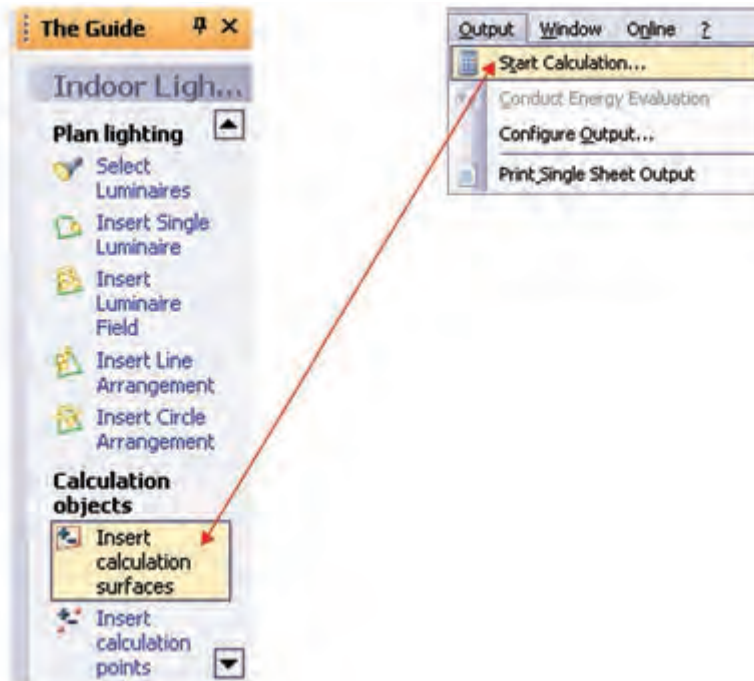 The Guide
Indoor Ligh...
Plan lighting
Select
Luminaires
Insert Single
Luminaire
Insert
Luminaire
Field
Insert Line
Arrangement
Insert Circle
Arrangement
Calculation
objects
Insert
calculation
surfaces
Insert
calculation
points
Output Window Online ?
Start Calculation...
Conduct Energy Evaluation
Configure Output...
Print Single Sheet Output